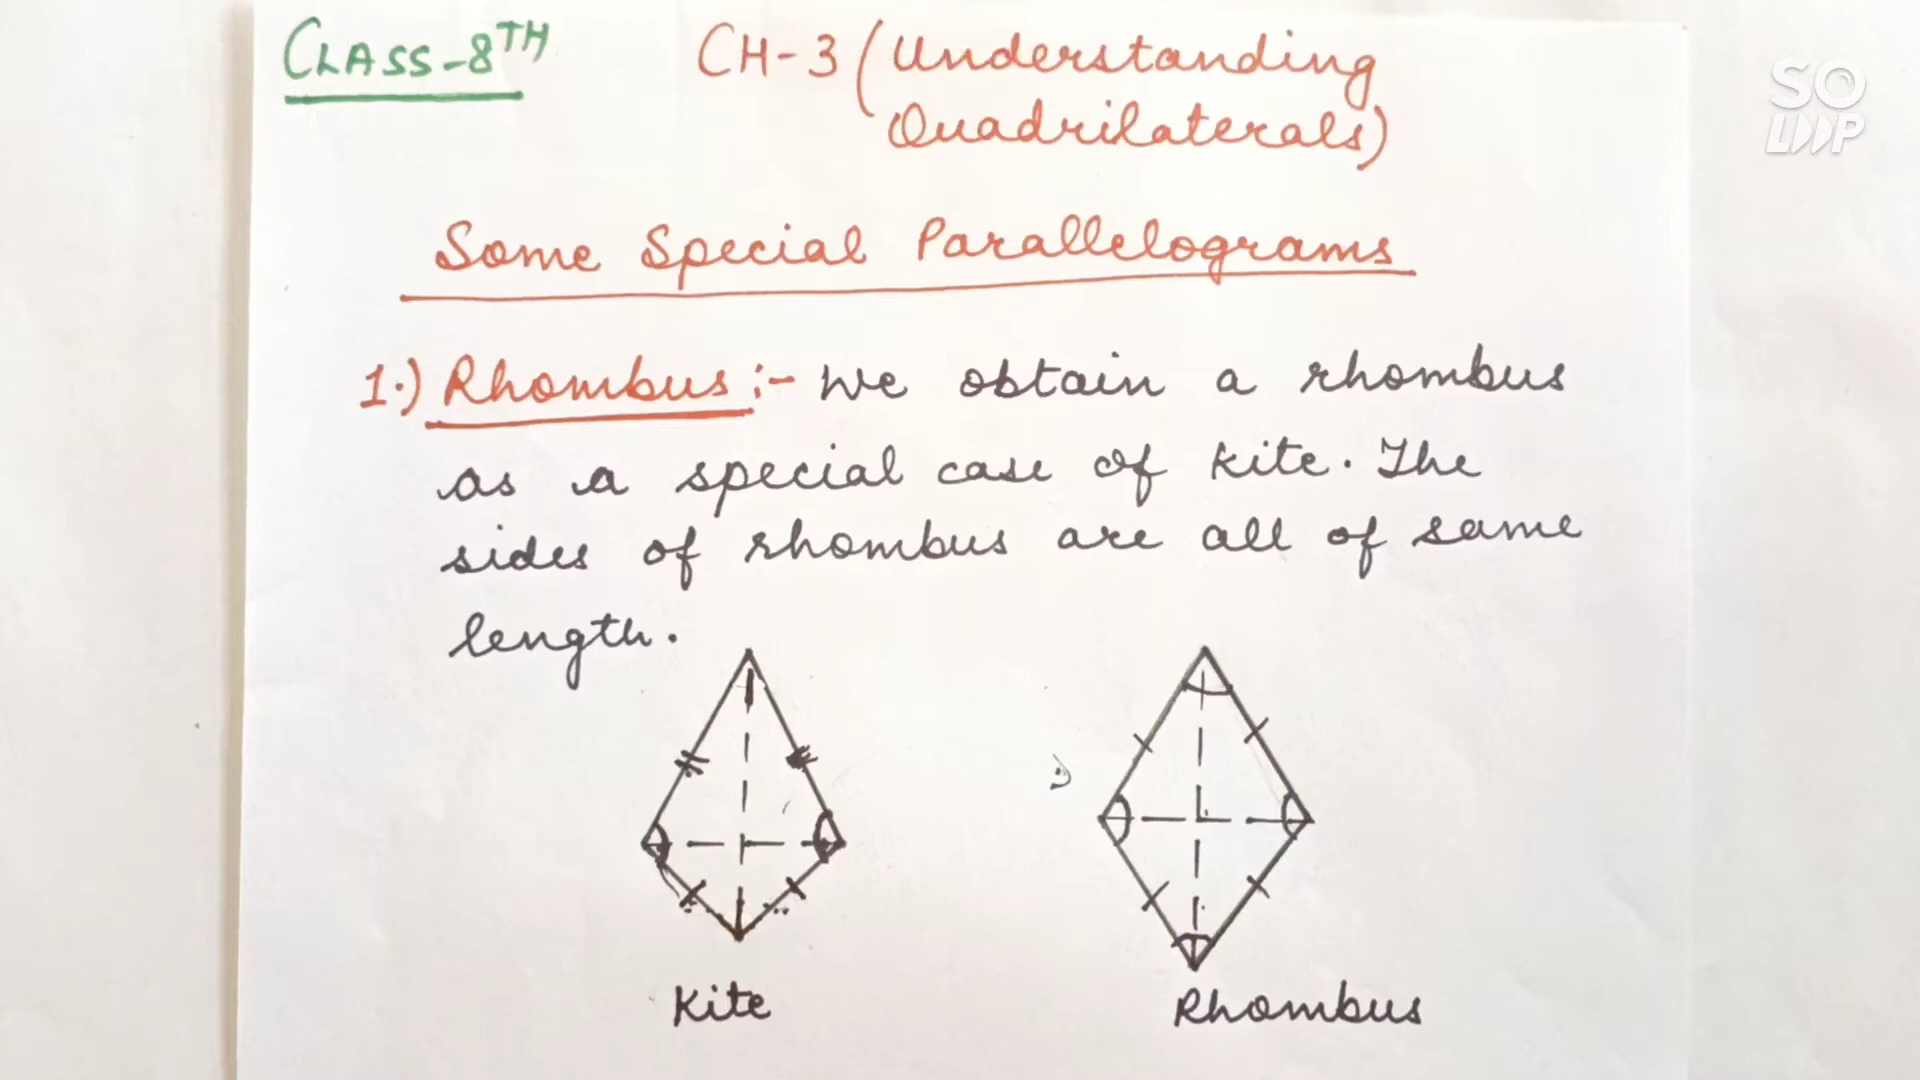 CLASS-8TH
CH-3 (Understanding
Quadrilaterals)
Some Special Parallelograms
1.) Rhombus :- We obtain a rhombus
as a special case of kite. The
sides of rhombus are all of same
length.
Kite
Rhombus
SO
LOOP